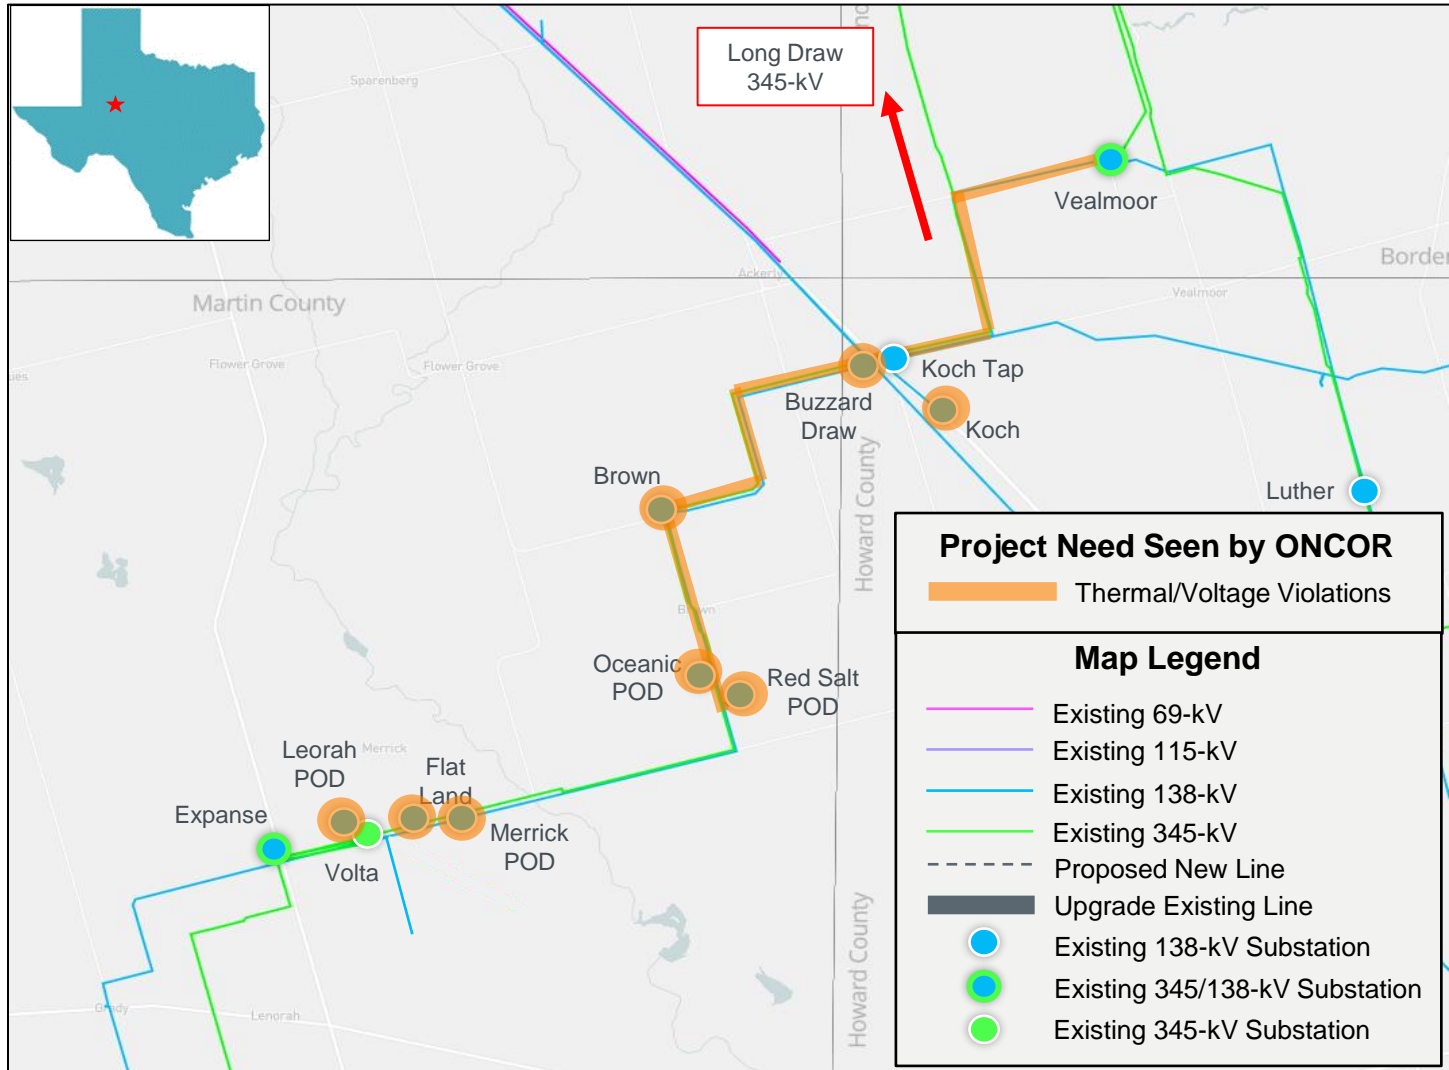 Long Draw
345-kV
Sparenberg
Vealmoor
Ackerly
Borden
Martin County
Vealmoor
Flower Grove
Flower Grove
Koch Tap
Buzzard
Draw
Koch
Howard County
Brown
Luther
Project Need Seen by ONCOR
Thermal/Voltage Violations
Brown
Oceanic
POD
Red Salt
POD
Map Legend
Existing 69-kV
Existing 115-kV
Existing 138-kV
Existing 345-kV
Proposed New Line
Upgrade Existing Line
Existing 138-kV Substation
Existing 345/138-kV Substation
Existing 345-kV Substation
Leorah
POD
Merrick
Flat
Land
Expanse
Volta
Merrick
POD
Howard County
Grady
Lenorah